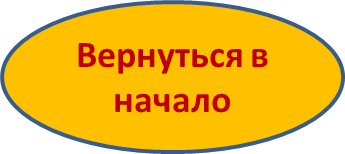 Вернуться в
начало